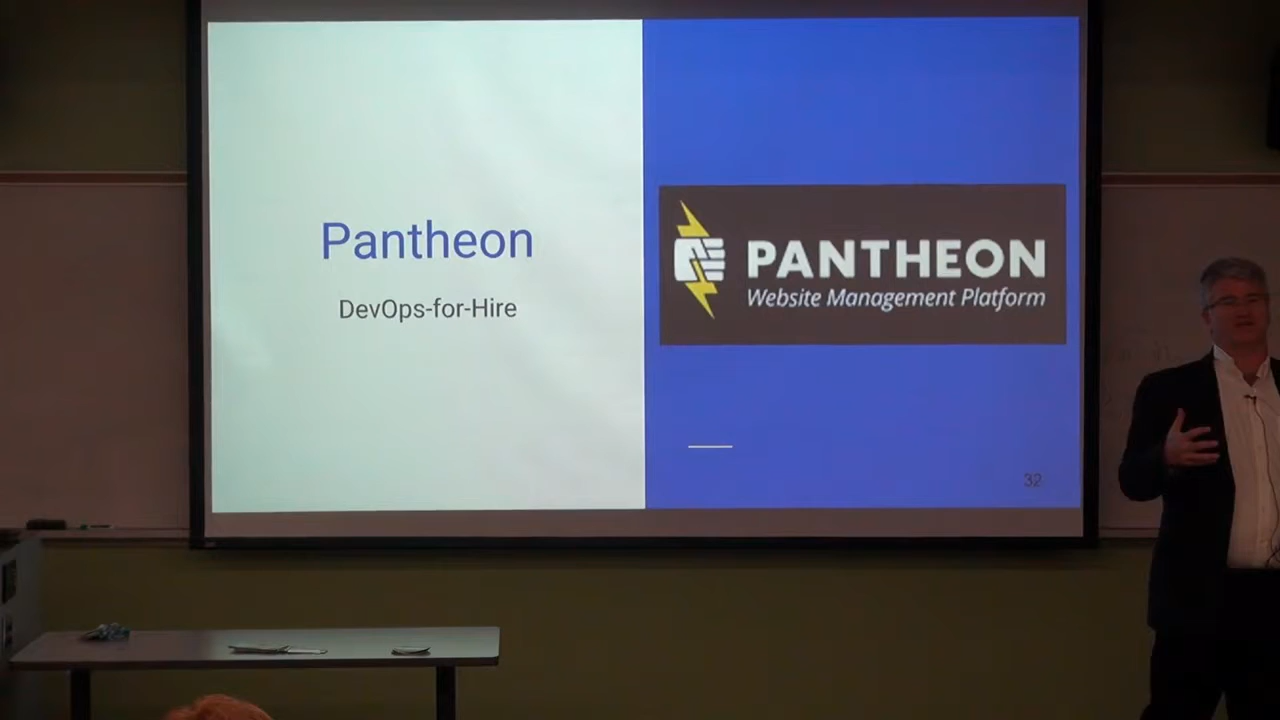 Pantheon
DevOps-for-Hire
PANTHEON
Website Management Platform
32